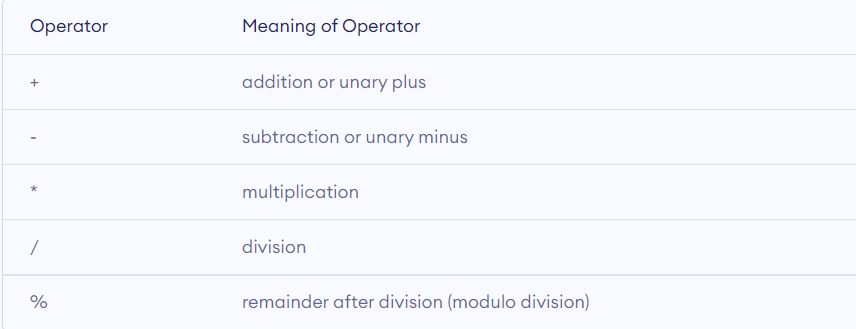 Operator Meaning of Operator
+ addition or unary plus
- subtraction or unary minus
* multiplication
/ division
% remainder after division (modulo division)